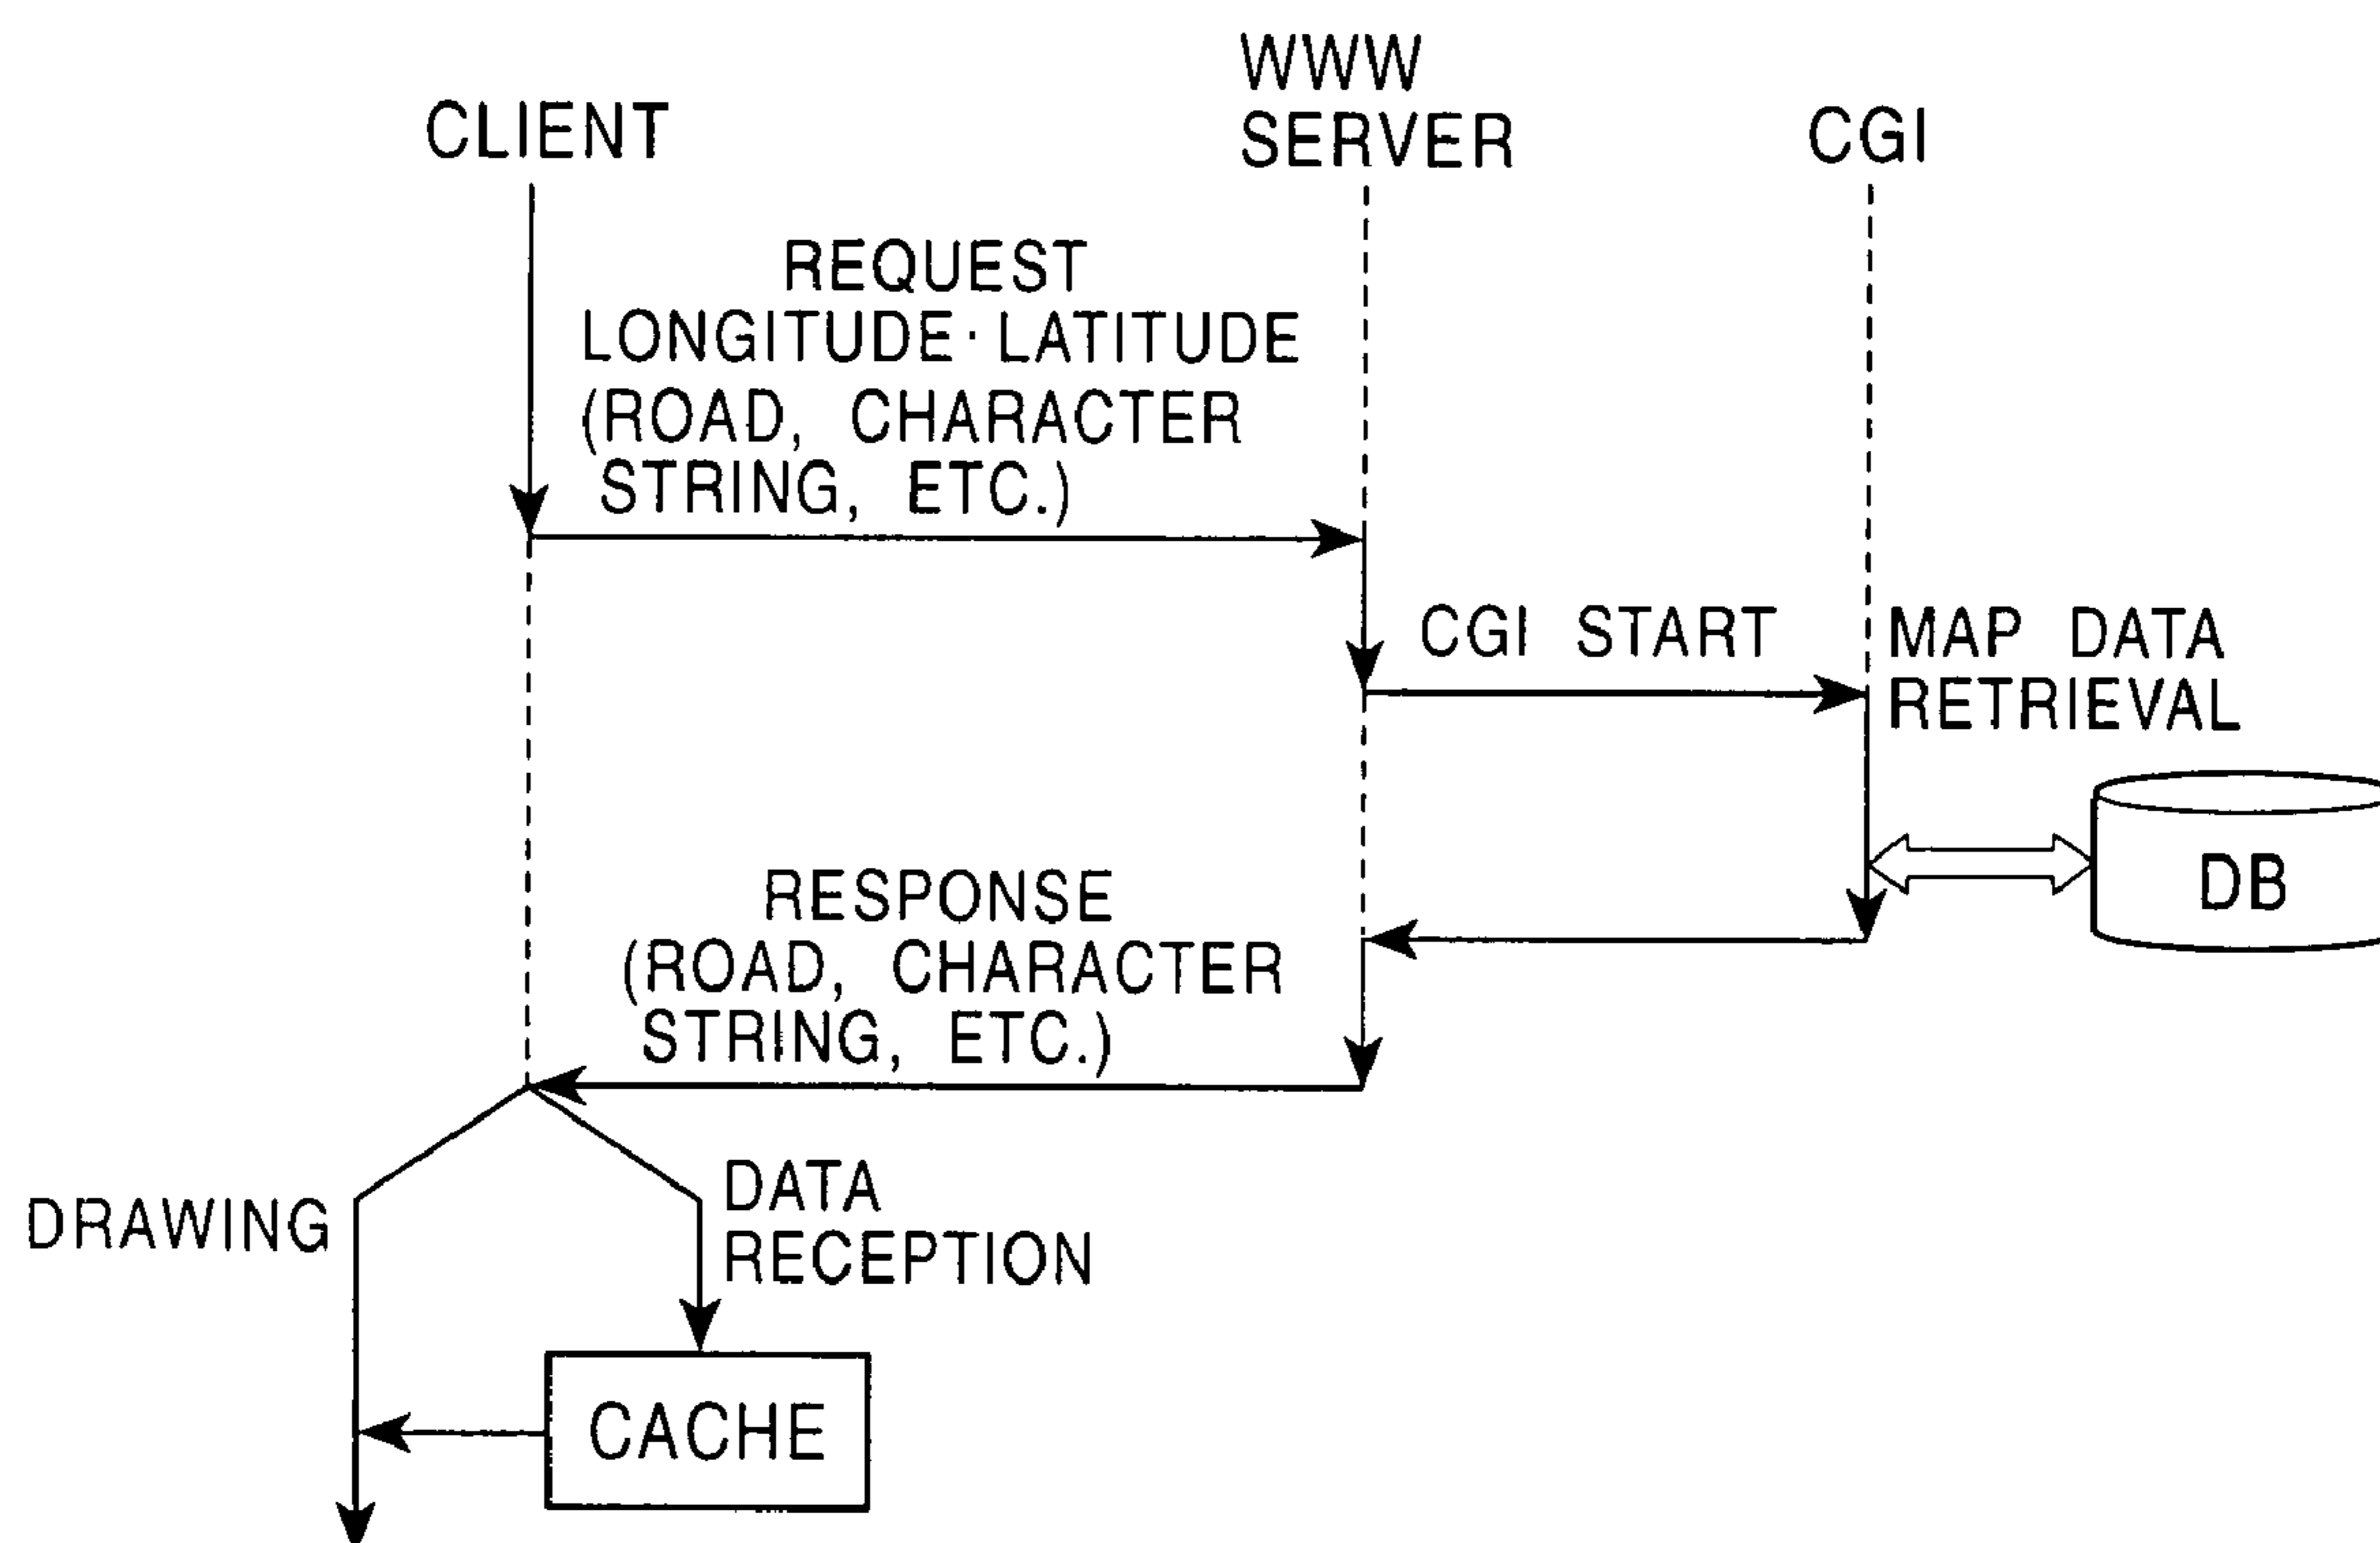 CLIENT
WWW
SERVER
CGI
REQUEST
LONGITUDE·LATITUDE
(ROAD, CHARACTER
STRING, ETC.)
CGI START
MAP DATA
RETRIEVAL
DB
RESPONSE
(ROAD, CHARACTER
STRING, ETC.)
DRAWING
DATA
RECEPTION
CACHE